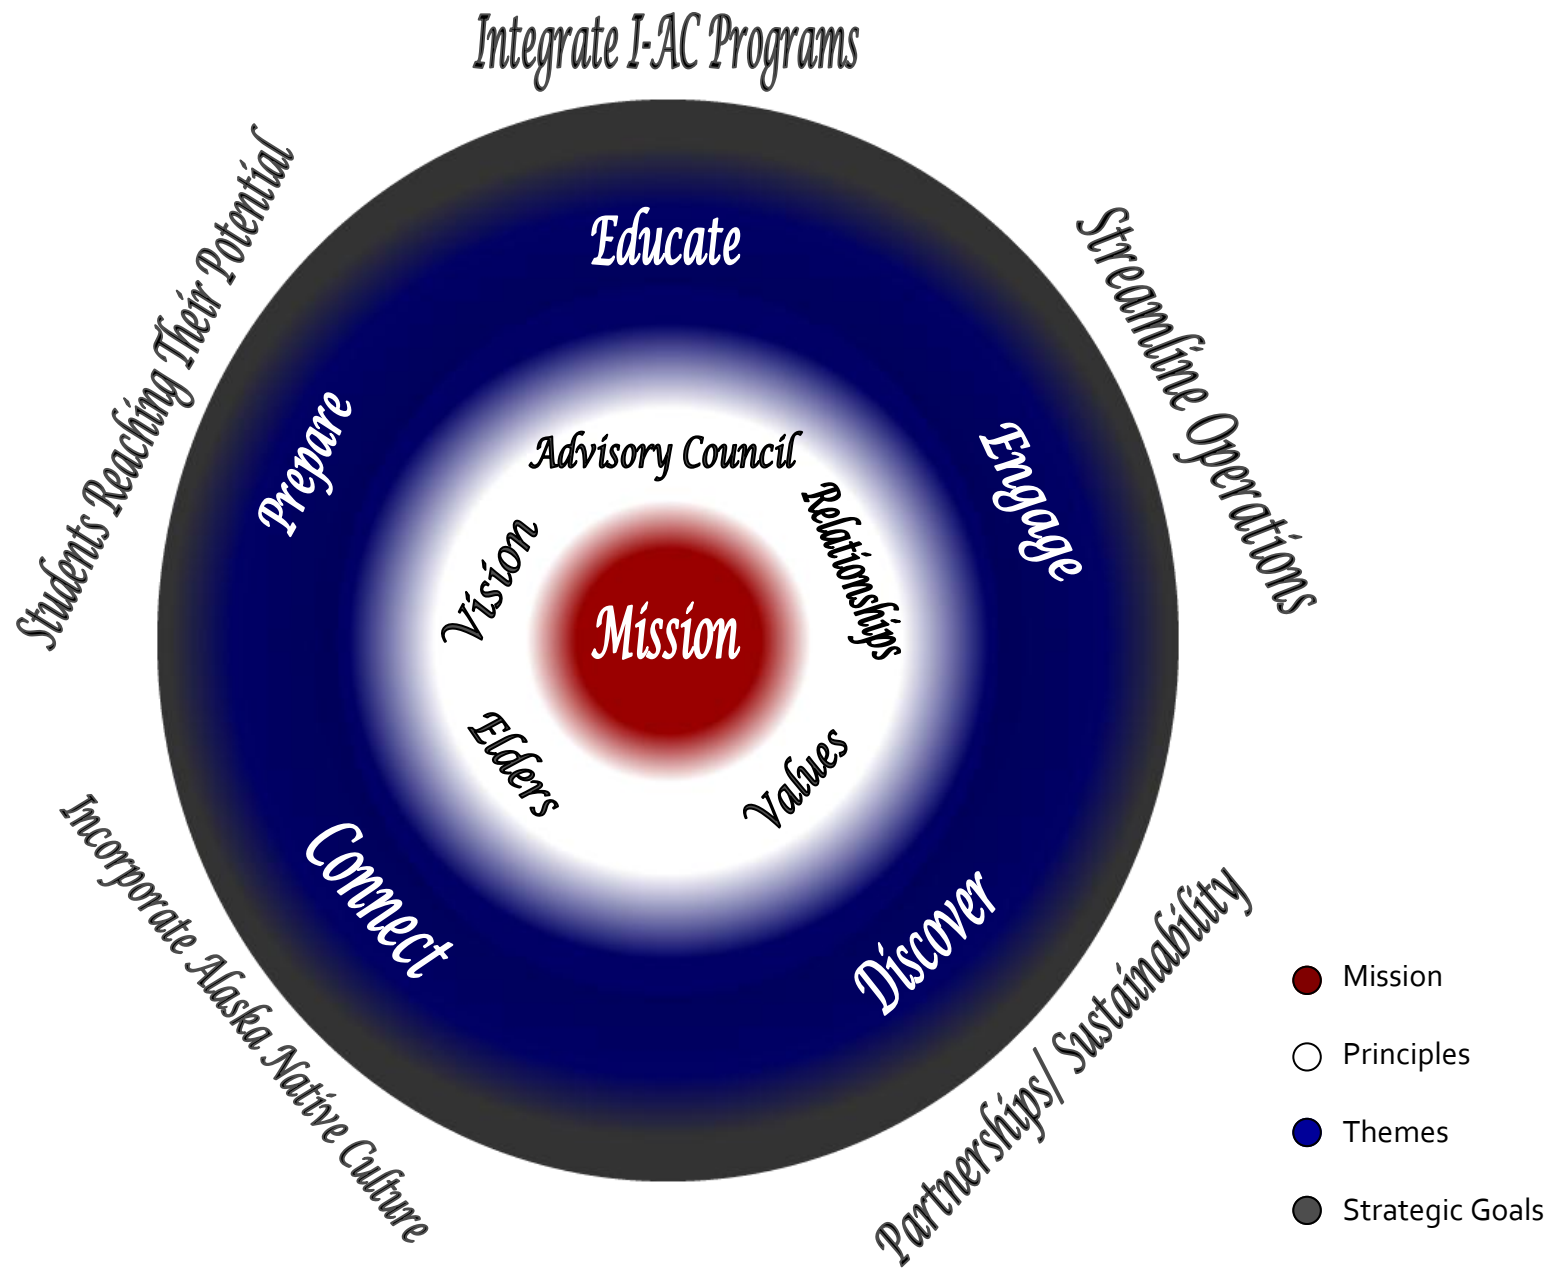 Integrate I-AC Programs
Students Reaching Their Potential
Streamline Operations
Educate
Prepare
Engage
Advisory Council
Vision
Relationships
Mission
Elders
Values
Connect
Discover
Incorporate Alaska Native Culture
Partnerships/ Sustainability
Mission
Principles
Themes
Strategic Goals